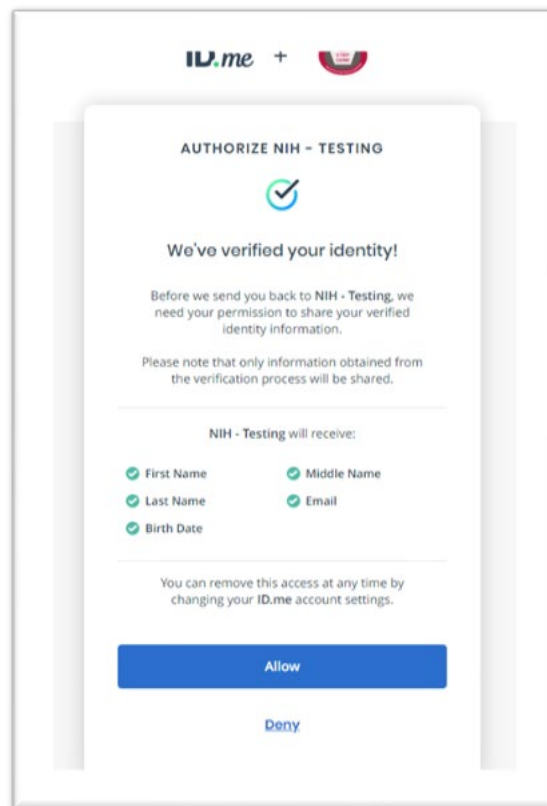 ID.me +
AUTHORIZE NIH - TESTING
We've verified your identity!
Before we send you back to NIH - Testing, we
need your permission to share your verified
identity information.
Please note that only information obtained from
the verification process will be shared.
NIH - Testing will receive:
First Name
Middle Name
Last Name
Email
Birth Date
You can remove this access at any time by
changing your ID.me account settings.
Allow
Deny